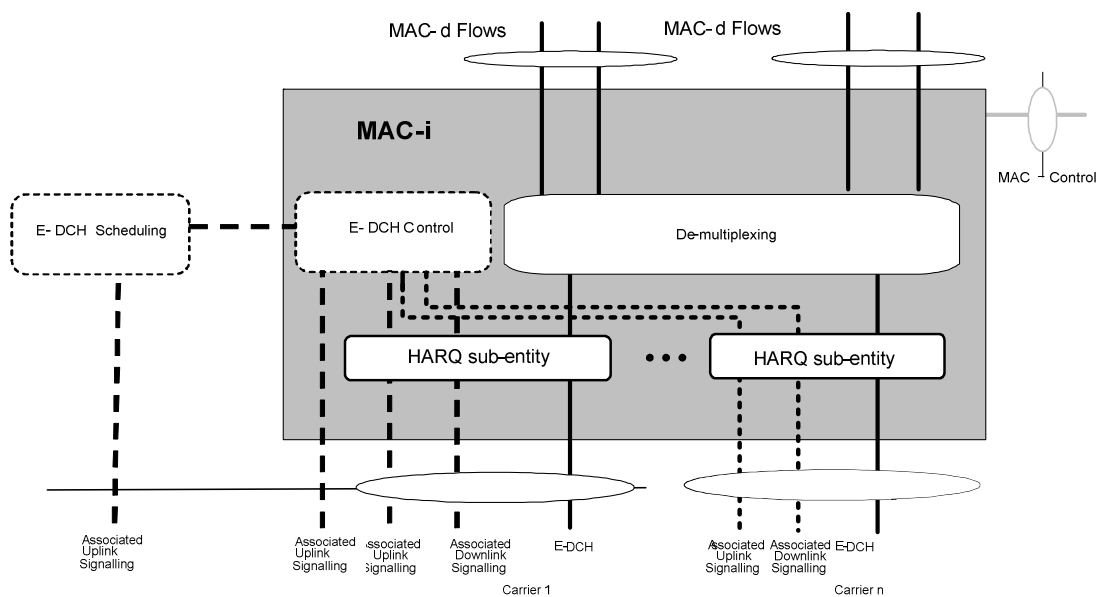 MAC-d Flows
MAC-d Flows
MAC-i
MAC – Control
E-DCH Scheduling
E-DCH Control
De-multiplexing
HARQ sub-entity
HARQ sub-entity
Associated
Uplink
Signalling
Associated
Uplink
Signalling
Associated
Uplink
Signalling
Associated
Downlink
Signalling
E-DCH
Associated
Uplink
Signalling
Associated
Downlink
Signalling
E-DCH
Carrier 1
Carrier n